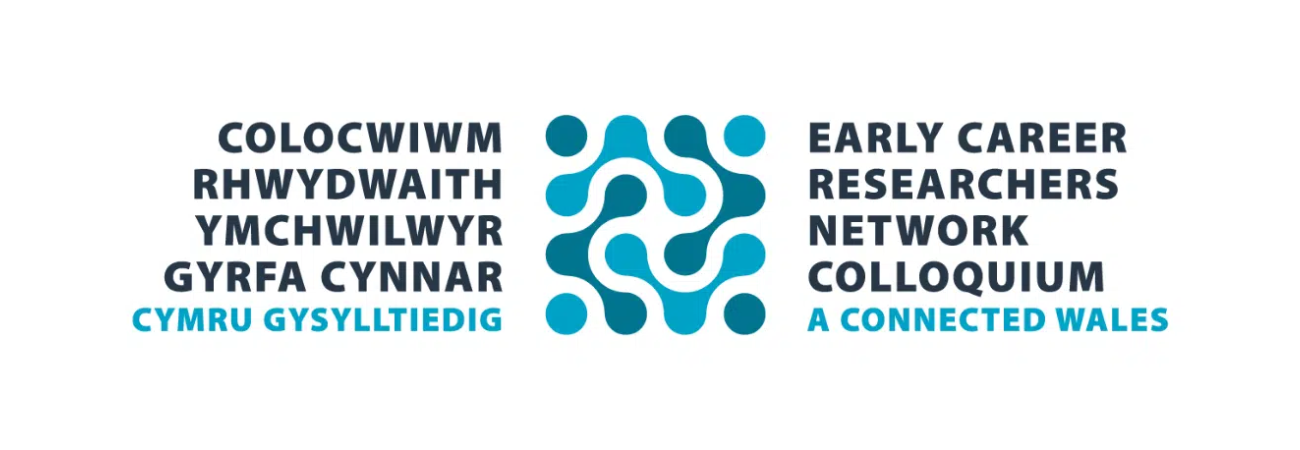 COLOCWIWM
RHWYDWAITH
YMCHWILWYR
GYRFA CYNNAR
CYMRU GYSYLLTIEDIG
EARLY CAREER
RESEARCHERS
NETWORK
COLLOQUIUM
A CONNECTED WALES